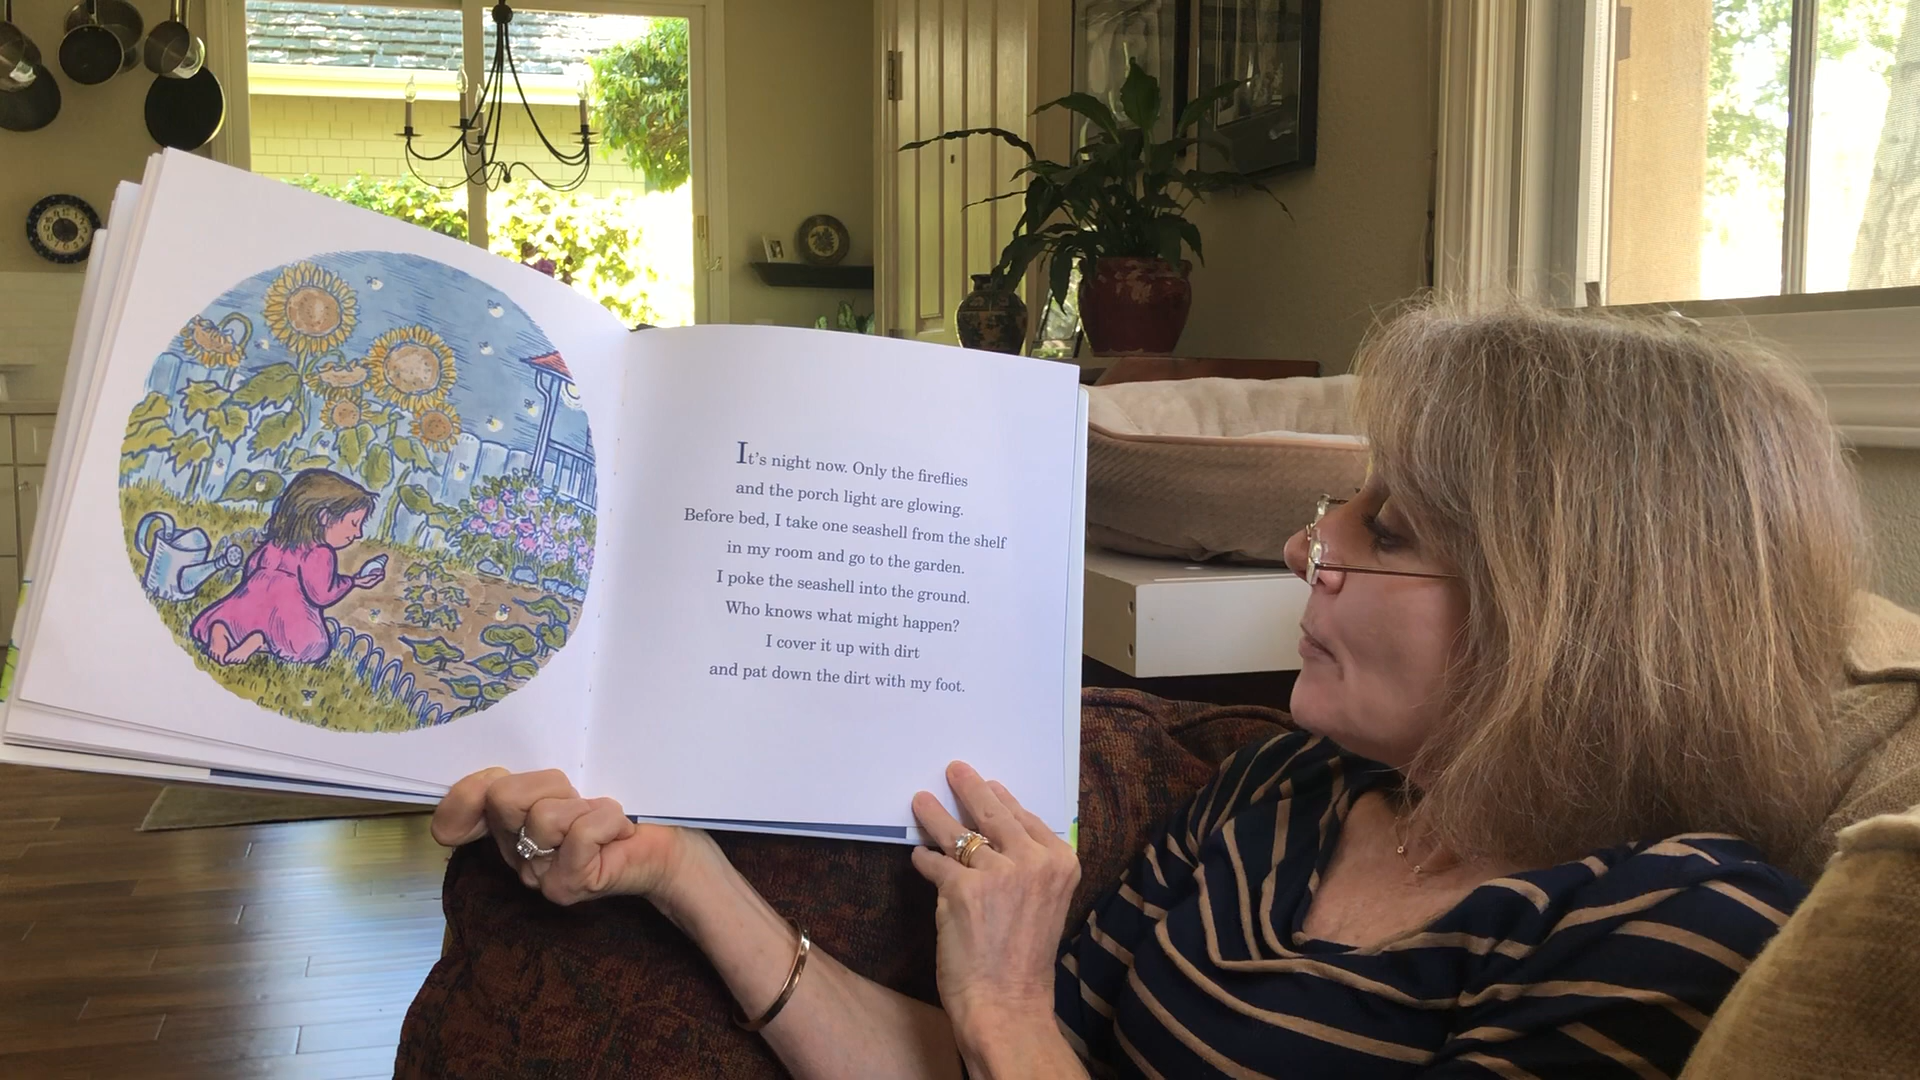 It's night now. Only the fireflies
and the porch light are glowing.
Before bed, I take one seashell from the shelf
in my room and go to the garden.
I poke the seashell into the ground.
Who knows what might happen?
I cover it up with dirt
and pat down the dirt with my foot.